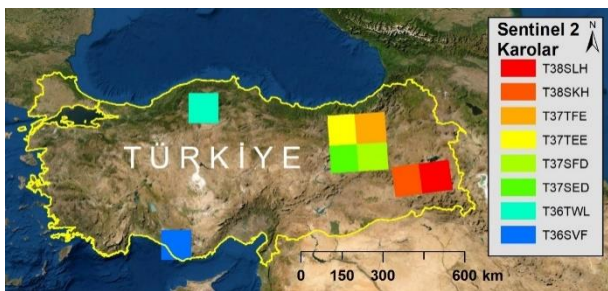 Sentinel 2
Karolar
N
T38SLH
T38SKH
T37TFE
T37TEE
T37SFD
T37SED
T36TWL
T36SVF
TÜRKİYE
0 150 300 600 km